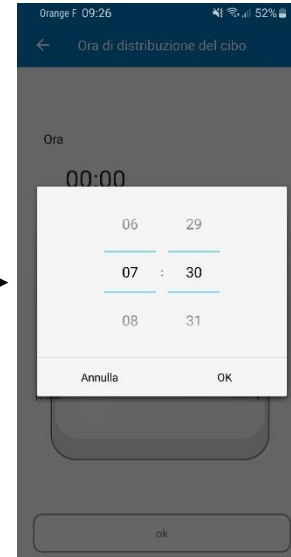 Orange F 09:26 52%
← Ora di distribuzione del cibo
Ora
00:00
06 29
07 : 30
08 31
Annulla OK
ok